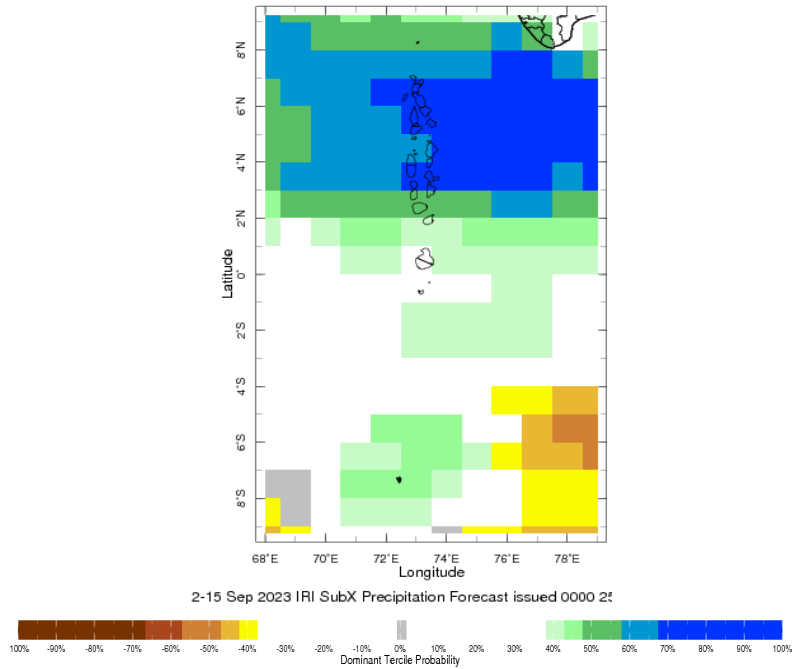 8°N
6°N
4°N
2°N
0°
2°S
4°S
6°S
8°S
Latitude
68°E 70°E 72°E 74°E 76°E 78°E
Longitude
2-15 Sep 2023 IRI SubX Precipitation Forecast issued 0000 25
100% -90% -80% -70% -60% -50% -40% -30% -20% -10% 0% 10% 20% 30% 40% 50% 60% 70% 80% 90% 100%
Dominant Tercile Probability